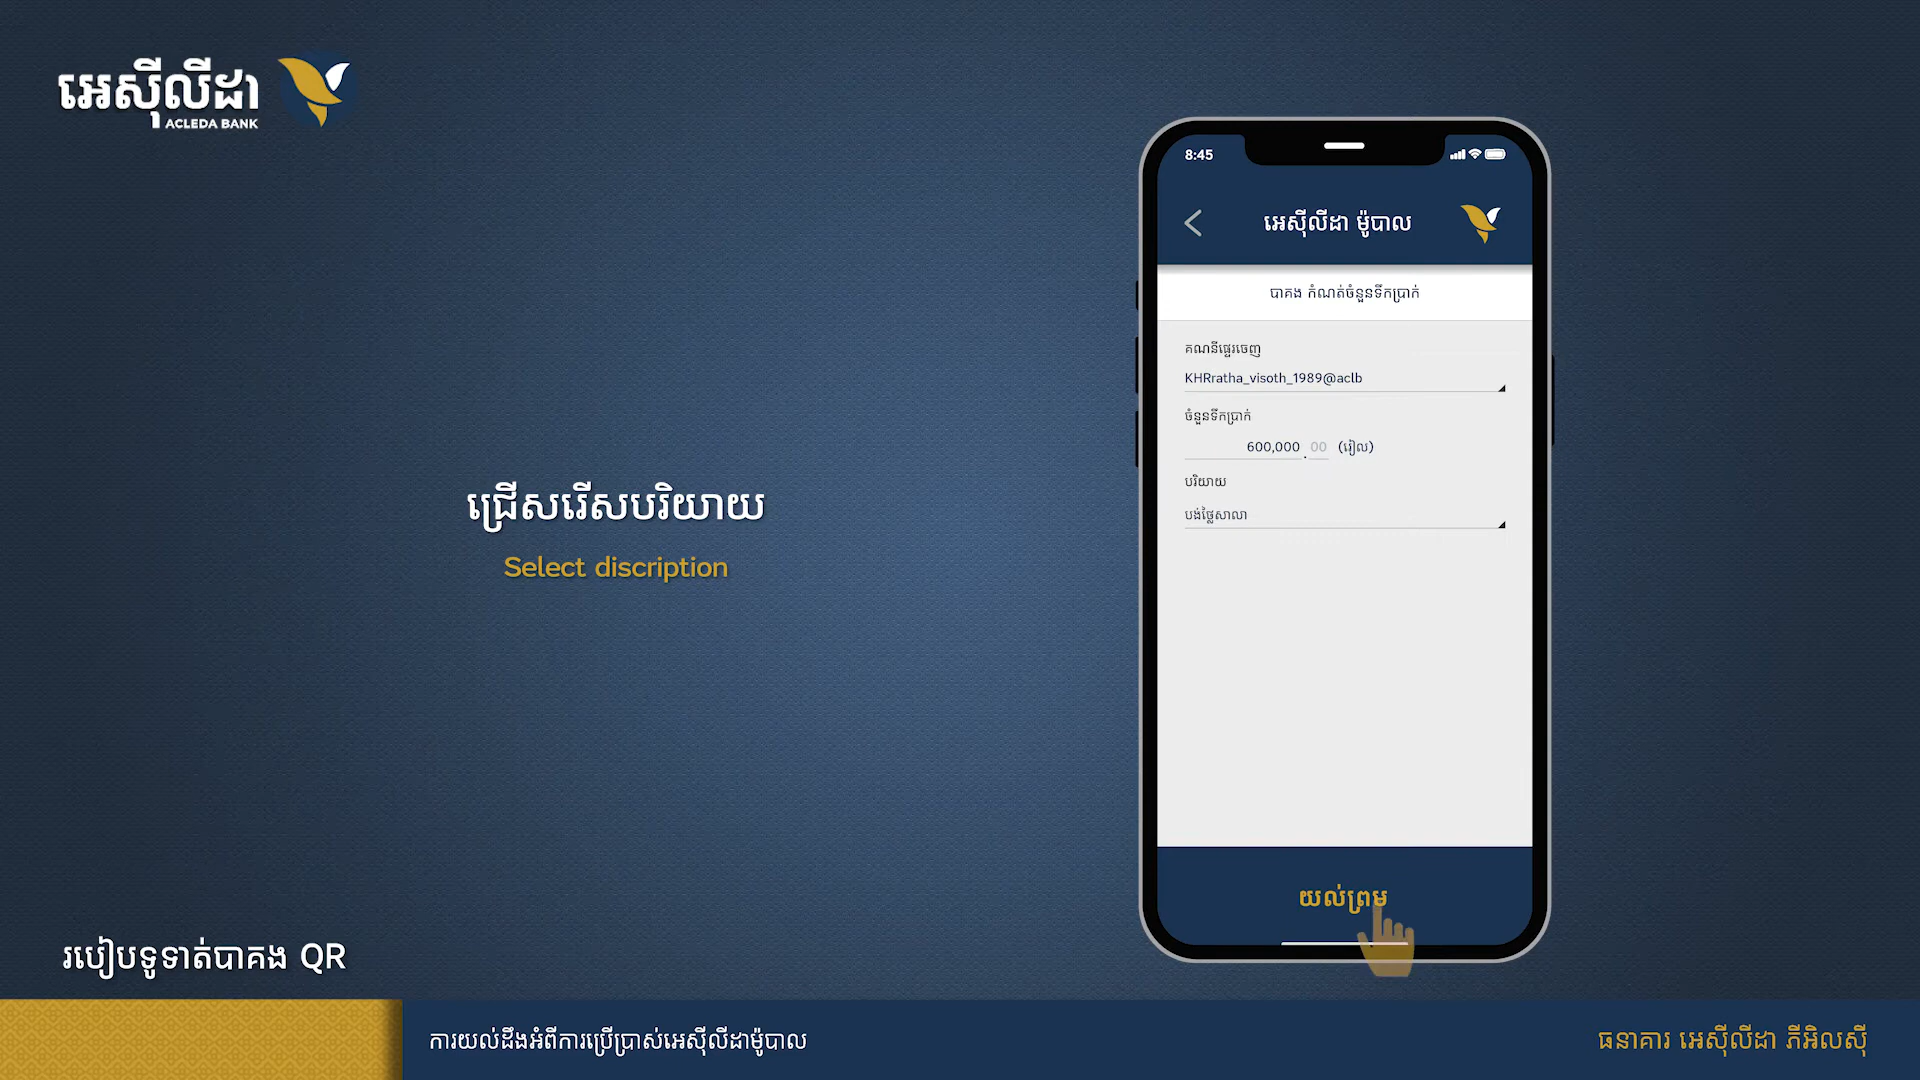 អេស៊ីលីដា
ACLEDA BANK
8:45
អេស៊ីលីដា ម៉ូបាល
បាគង កំណត់ចំនួនទឹកប្រាក់
គណនីផ្ទេរចេញ
KHRratha_visoth_1989@aclb
ចំនួនទឹកប្រាក់
600,000.00 (រៀល)
បរិយាយ
បង់ថ្លៃសាលា
ជ្រើសរើសបរិយាយ
Select discription
យល់ព្រម
របៀបទូទាត់បាគង QR
ការយល់ដឹងអំពីការប្រើប្រាស់អេស៊ីលីដាម៉ូបាល
ធនាគារ អេស៊ីលីដា ភីអិលស៊ី